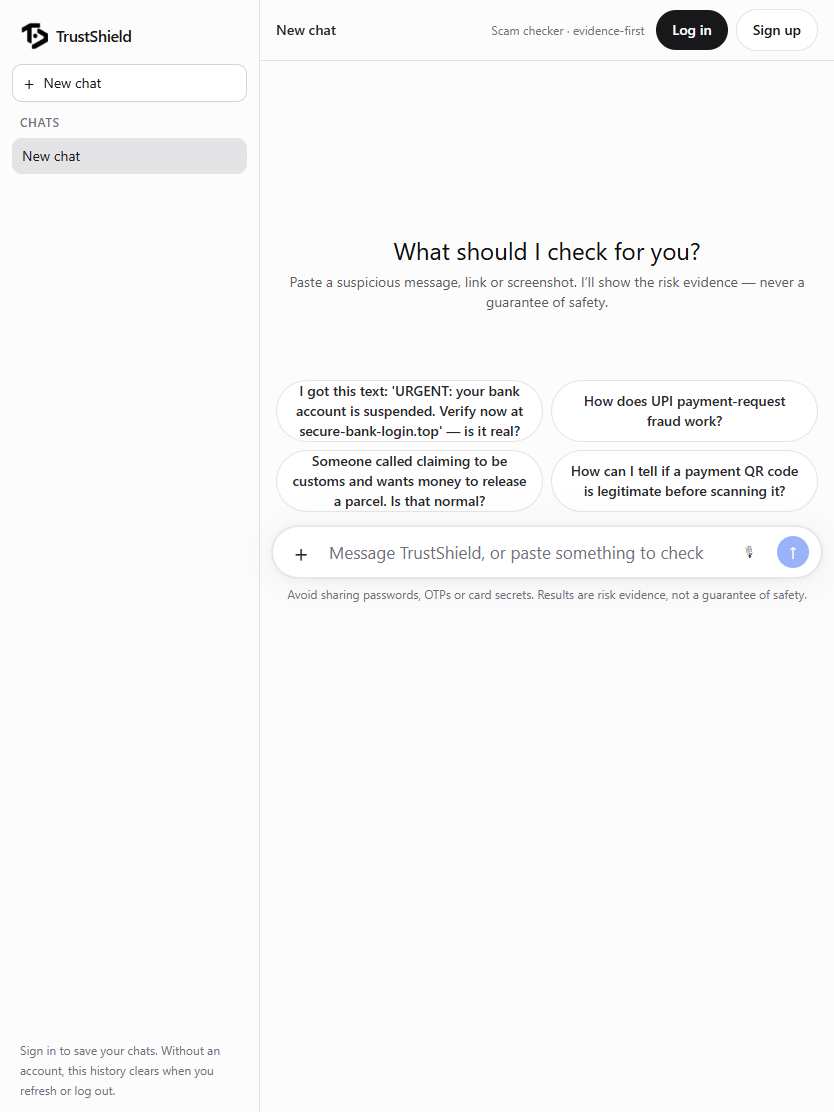 TrustShield
+ New chat
CHATS
New chat
Sign in to save your chats. Without an
account, this history clears when you
refresh or log out.
New chat
Scam checker · evidence-first
Log in
Sign up
What should I check for you?
Paste a suspicious message, link or screenshot. I’ll show the risk evidence — never a
guarantee of safety.
I got this text: 'URGENT: your bank
account is suspended. Verify now at
secure-bank-login.top' — is it real?
How does UPI payment-request
fraud work?
Someone called claiming to be
customs and wants money to release
a parcel. Is that normal?
How can I tell if a payment QR code
is legitimate before scanning it?
+ Message TrustShield, or paste something to check
Avoid sharing passwords, OTPs or card secrets. Results are risk evidence, not a guarantee of safety.